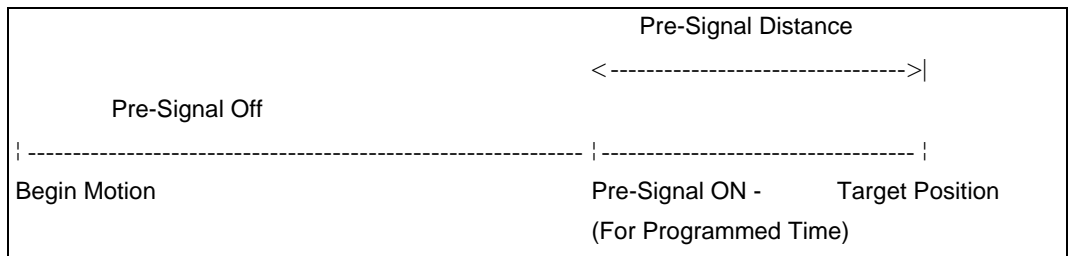 Pre-Signal Distance
<--------------------------------->|
Pre-Signal Off
¦ -------------------------------------------------------------- ¦----------------------------------- ¦
Begin Motion Pre-Signal ON - Target Position
(For Programmed Time)